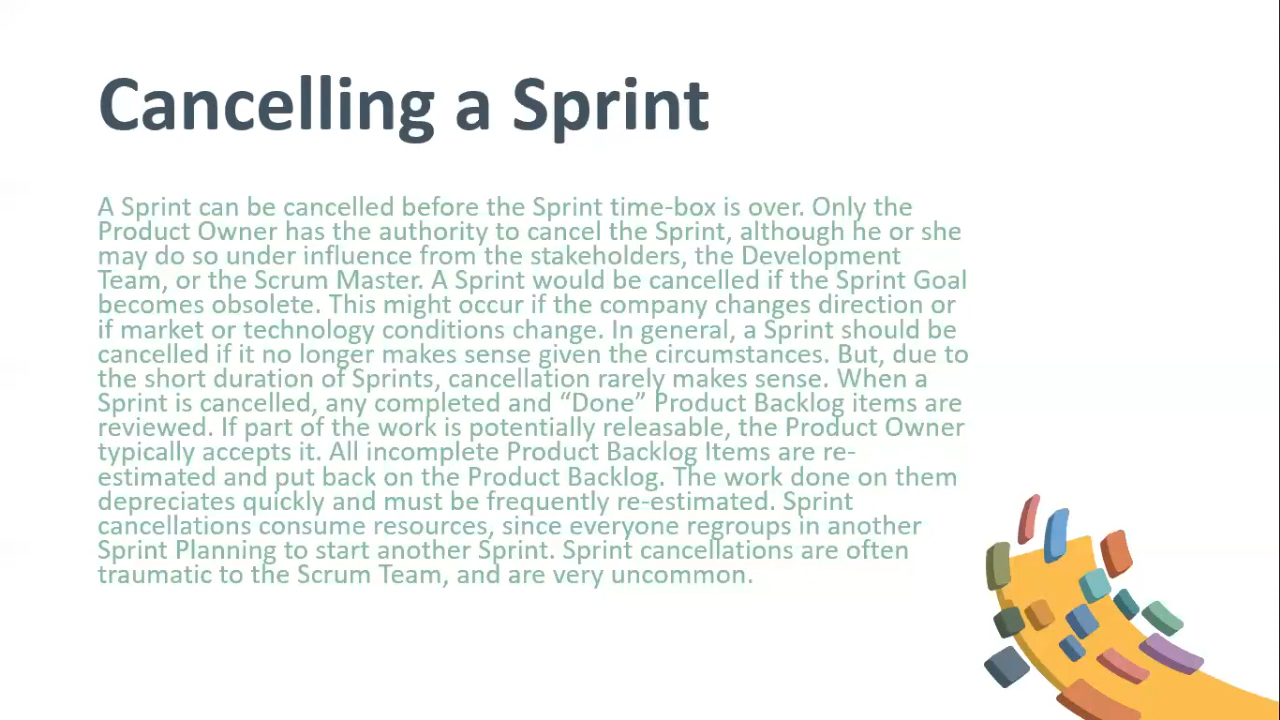 Cancelling a Sprint
A Sprint can be cancelled before the Sprint time-box is over. Only the
Product Owner has the authority to cancel the Sprint, although he or she
may do so under influence from the stakeholders, the Development
Team, or the Scrum Master. A Sprint would be cancelled if the Sprint Goal
becomes obsolete. This might occur if the company changes direction or
if market or technology conditions change. In general, a Sprint should be
cancelled if it no longer makes sense given the circumstances. But, due to
the short duration of Sprints, cancellation rarely makes sense. When a
Sprint is cancelled, any completed and “Done” Product Backlog items are
reviewed. If part of the work is potentially releasable, the Product Owner
typically accepts it. All incomplete Product Backlog Items are re-
estimated and put back on the Product Backlog. The work done on them
depreciates quickly and must be frequently re-estimated. Sprint
cancellations consume resources, since everyone regroups in another
Sprint Planning to start another Sprint. Sprint cancellations are often
traumatic to the Scrum Team, and are very uncommon.